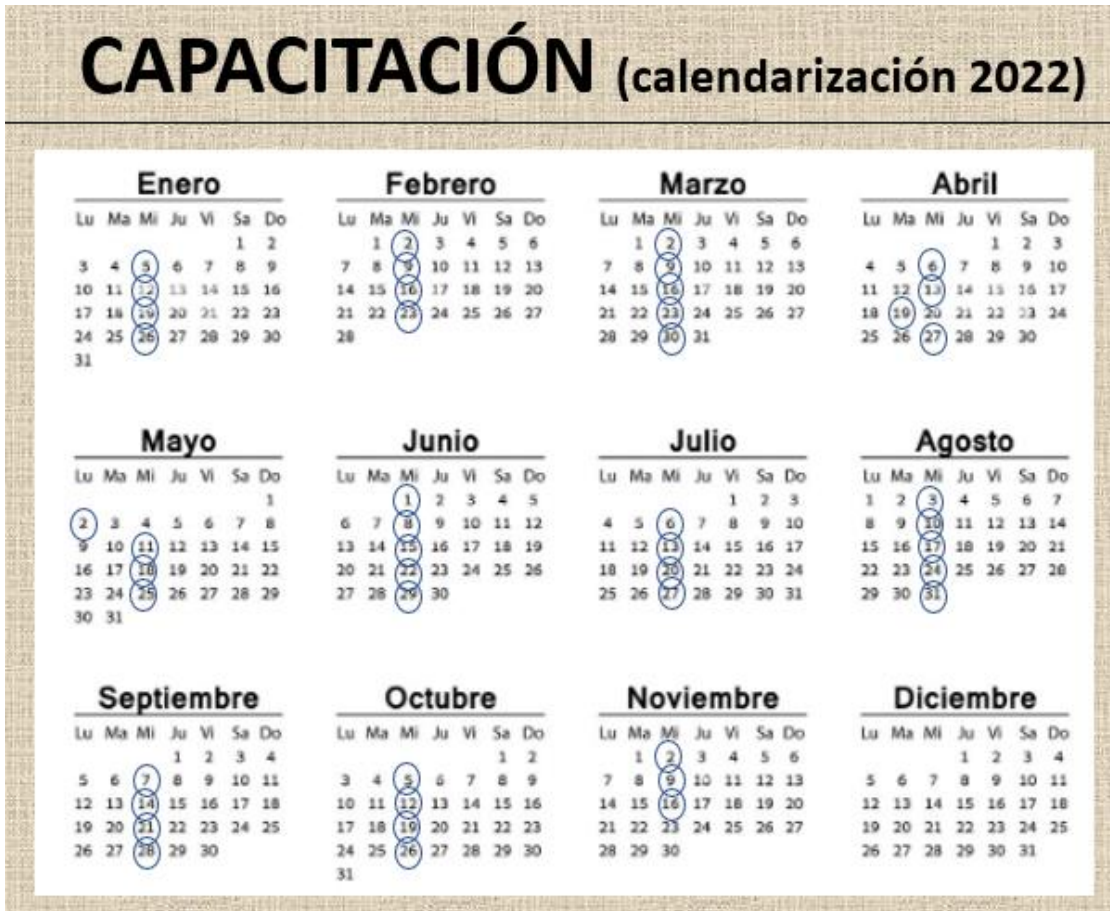 CAPACITACIÓN (calendarización 2022)
Enero Febrero Marzo Abril
Lu Ma Mi Ju Vi Sa Do Lu Ma Mi Ju Vi Sa Do Lu Ma Mi Ju Vi Sa Do Lu Ma Mi Ju Vi Sa Do
1 2 1 2 3 4 5 6 1 2 3 4 5 6 1 2 3
3 4 5 6 7 8 9 7 8 9 10 11 12 13 7 8 9 10 11 12 13 4 5 6 7 8 9 10
10 11 12 13 14 15 16 14 15 16 17 18 19 20 14 15 16 17 18 19 20 11 12 13 14 15 16 17
17 18 19 20 21 22 23 21 22 23 24 25 26 27 21 22 23 24 25 26 27 18 19 20 21 22 23 24
24 25 26 27 28 29 30 28 28 29 30 31 25 26 27 28 29 30
31
Mayo Junio Julio Agosto
Lu Ma Mi Ju Vi Sa Do Lu Ma Mi Ju Vi Sa Do Lu Ma Mi Ju Vi Sa Do Lu Ma Mi Ju Vi Sa Do
1 1 2 3 4 5 1 2 3 1 2 3 4 5 6 7
2 3 4 5 6 7 8 6 7 8 9 10 11 12 4 5 6 7 8 9 10 8 9 10 11 12 13 14
9 10 11 12 13 14 15 13 14 15 16 17 18 19 11 12 13 14 15 16 17 15 16 17 18 19 20 21
16 17 18 19 20 21 22 20 21 22 23 24 25 26 18 19 20 21 22 23 24 22 23 24 25 26 27 28
23 24 25 26 27 28 29 27 28 29 30 25 26 27 28 29 30 31 29 30 31
30 31
Septiembre Octubre Noviembre Diciembre
Lu Ma Mi Ju Vi Sa Do Lu Ma Mi Ju Vi Sa Do Lu Ma Mi Ju Vi Sa Do Lu Ma Mi Ju Vi Sa Do
1 2 3 4 1 2 1 2 3 4 5 6 1 2 3 4
5 6 7 8 9 10 11 3 4 5 6 7 8 9 7 8 9 10 11 12 13 5 6 7 8 9 10 11
12 13 14 15 16 17 18 10 11 12 13 14 15 16 14 15 16 17 18 19 20 12 13 14 15 16 17 18
19 20 21 22 23 24 25 17 18 19 20 21 22 23 21 22 23 24 25 26 27 19 20 21 22 23 24 25
26 27 28 29 30 24 25 26 27 28 29 30 28 29 30 26 27 28 29 30 31
31